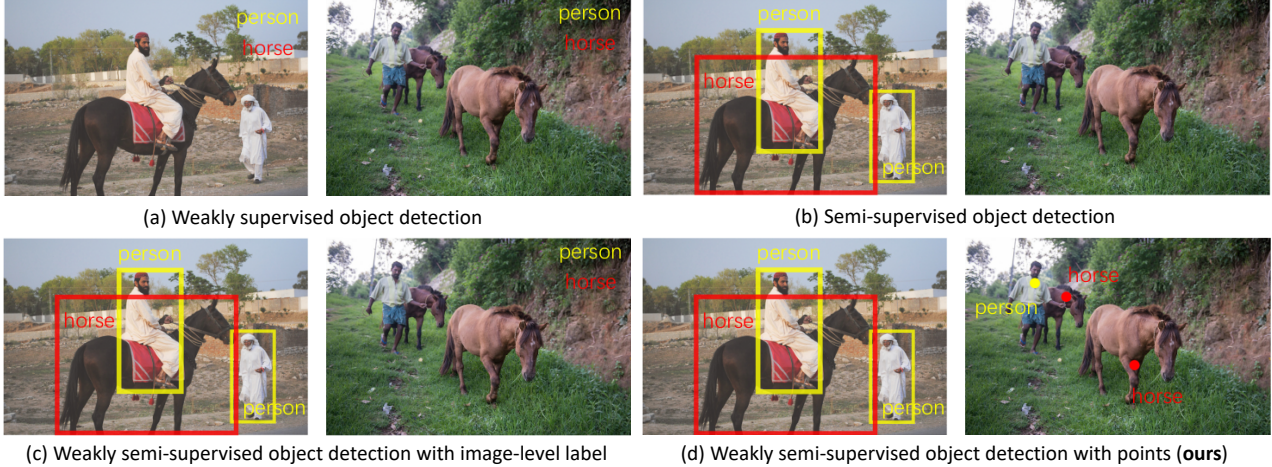 person
horse
person
horse
person
horse
person
(a) Weakly supervised object detection
(b) Semi-supervised object detection
person
horse
person
person
horse
person
horse
person
horse
person
person
horse
(c) Weakly semi-supervised object detection with image-level label
(d) Weakly semi-supervised object detection with points (ours)